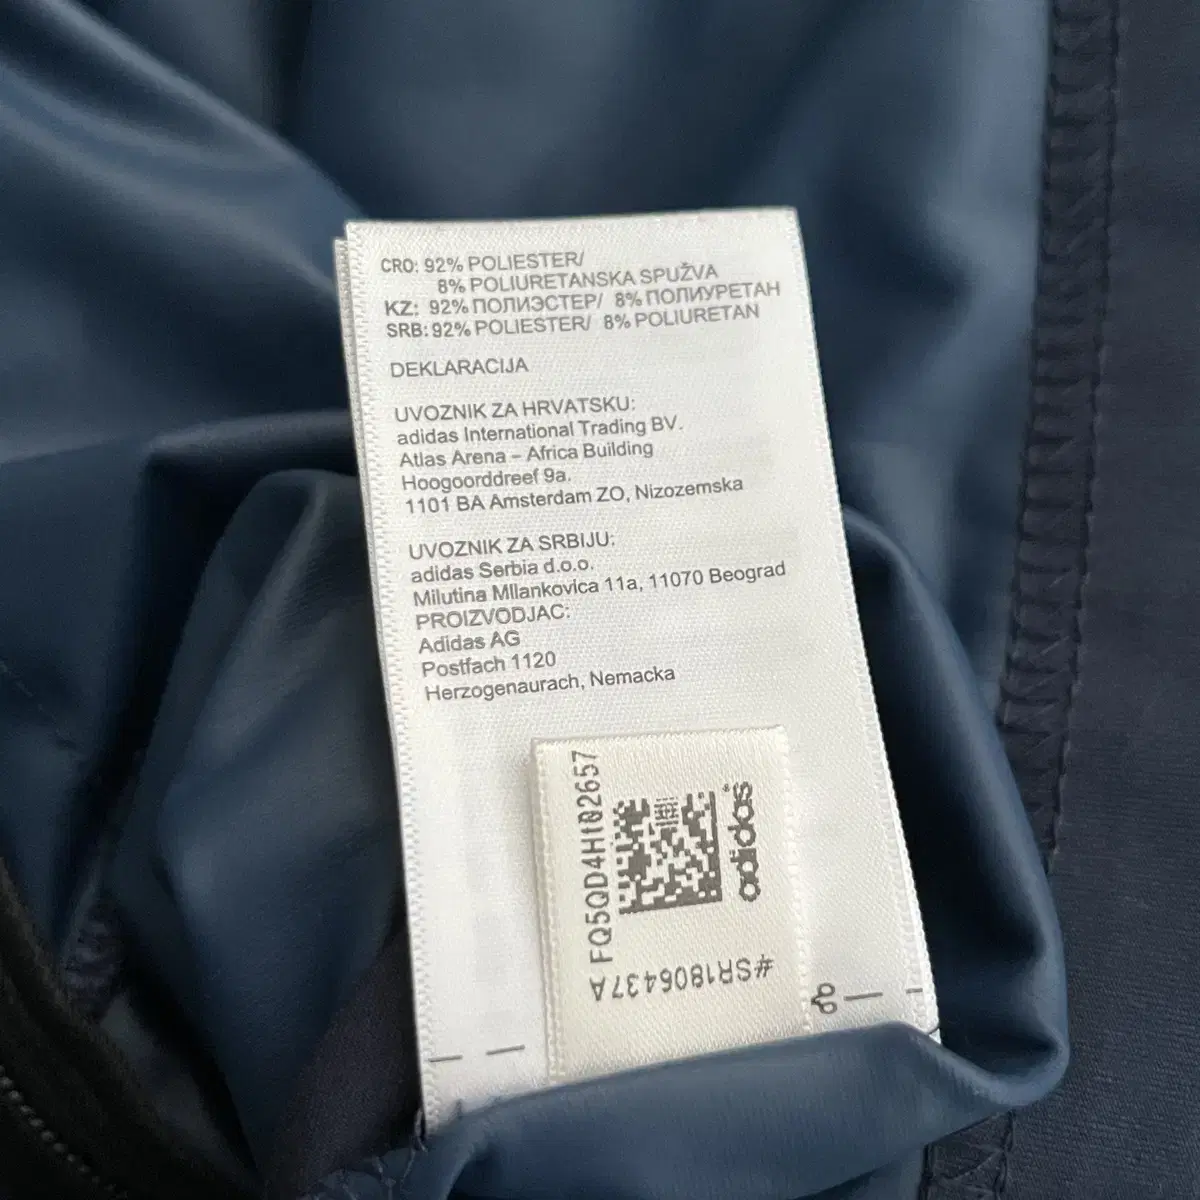 CRO: 92% POLIESTER/
8% POLIURETANSKA SPUŽVA
KZ: 92% ПОЛИЭСТЕР/ 8% ПОЛИУРЕТАН
SRB: 92% POLIESTER/ 8% POLIURETAN
DEKLARACIJA
UVOZNIK ZA HRVATSKU:
adidas International Trading BV.
Atlas Arena – Africa Building
Hoogoorddreef 9a.
1101 BA Amsterdam ZO, Nizozemska
UVOZNIK ZA SRBIJU:
adidas Serbia d.o.o.
Milutina MIlankovica 11a, 11070 Beograd
PROIZVODJAC:
Adidas AG
Postfach 1120
Herzogenaurach, Nemacka
FQ5QD4Ht02657
adidas
#SR1806437A